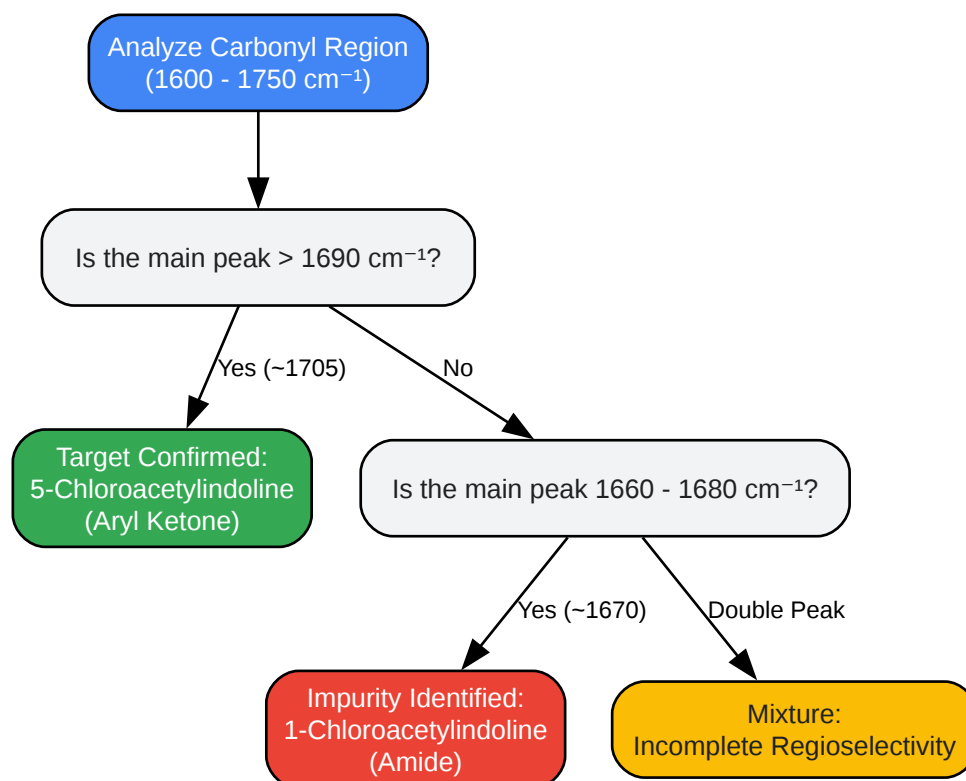 Analyze Carbonyl Region
(1600 - 1750 cm⁻¹)
Is the main peak > 1690 cm⁻¹?
Yes (~1705)
No
Target Confirmed:
5-Chloroacetylindoline
(Aryl Ketone)
Is the main peak 1660 - 1680 cm⁻¹?
Yes (~1670)
Double Peak
Impurity Identified:
1-Chloroacetylindoline
(Amide)
Mixture:
Incomplete Regioselectivity